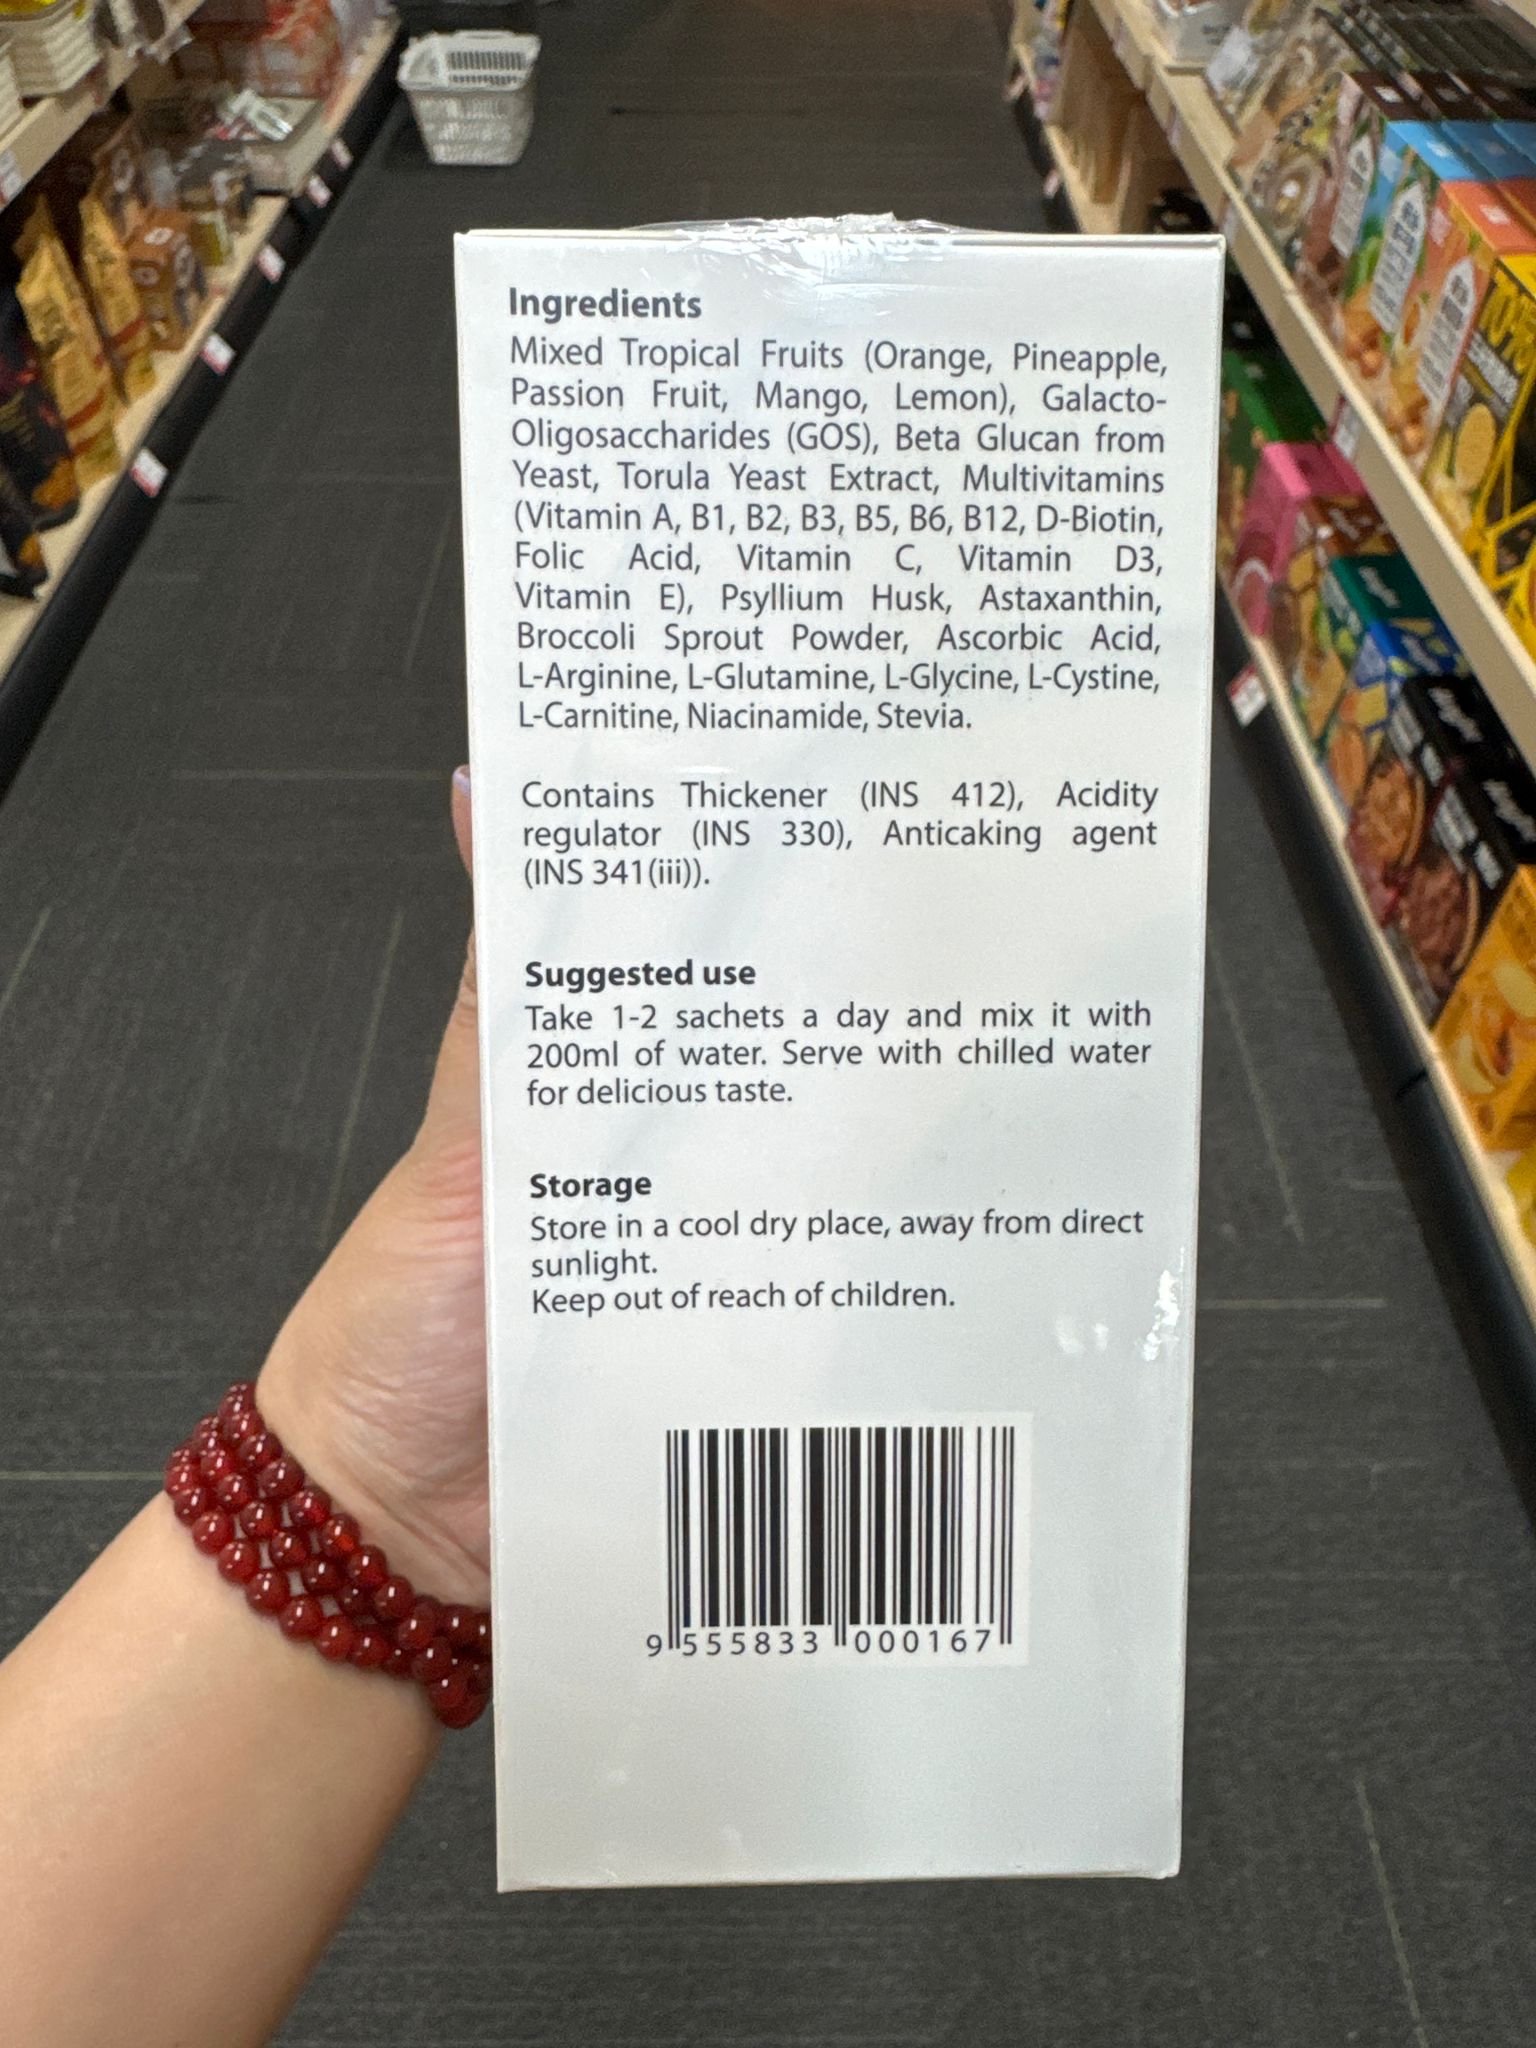 Ingredients
Mixed Tropical Fruits (Orange, Pineapple,
Passion Fruit, Mango, Lemon), Galacto-
Oligosaccharides (GOS), Beta Glucan from
Yeast, Torula Yeast Extract, Multivitamins
(Vitamin A, B1, B2, B3, B5, B6, B12, D-Biotin,
Folic Acid, Vitamin C, Vitamin D3,
Vitamin E), Psyllium Husk, Astaxanthin,
Broccoli Sprout Powder, Ascorbic Acid,
L-Arginine, L-Glutamine, L-Glycine, L-Cystine,
L-Carnitine, Niacinamide, Stevia.
Contains Thickener (INS 412), Acidity
regulator (INS 330), Anticaking agent
(INS 341(iii)).
Suggested use
Take 1-2 sachets a day and mix it with
200ml of water. Serve with chilled water
for delicious taste.
Storage
Store in a cool dry place, away from direct
sunlight.
Keep out of reach of children.
9 555833 000167